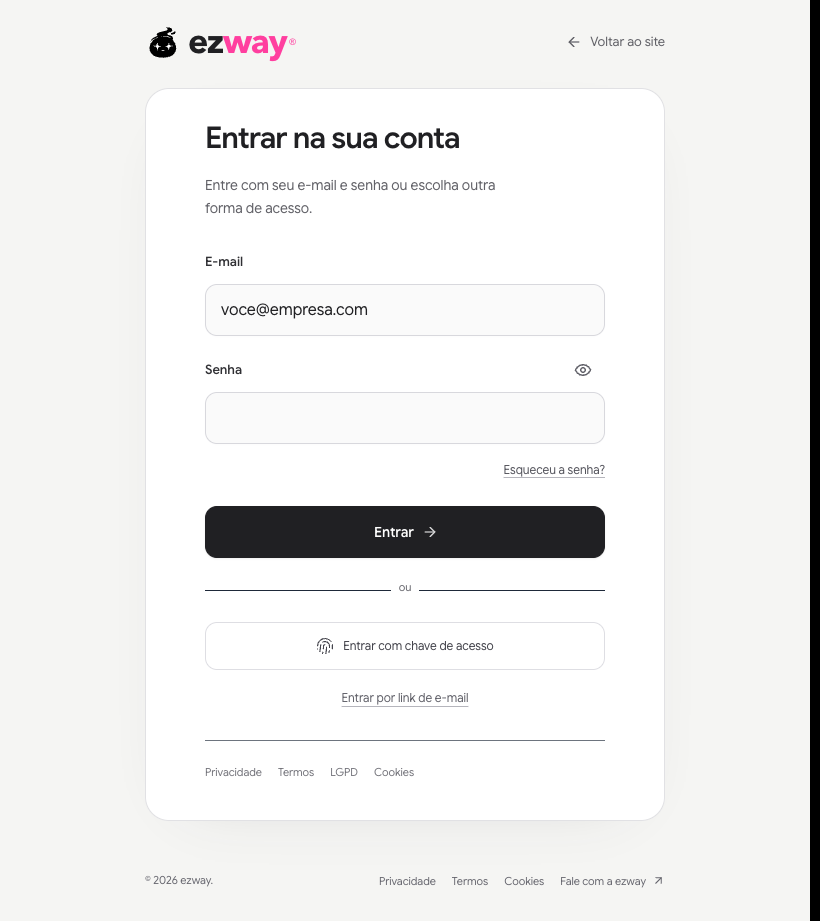 ezway®
Voltar ao site
Entrar na sua conta
Entre com seu e-mail e senha ou escolha outra
forma de acesso.
E-mail
voce@empresa.com
Senha
Esqueceu a senha?
Entrar
ou
Entrar com chave de acesso
Entrar por link de e-mail
Privacidade Termos LGPD Cookies
© 2026 ezway. Privacidade Termos Cookies Fale com a ezway